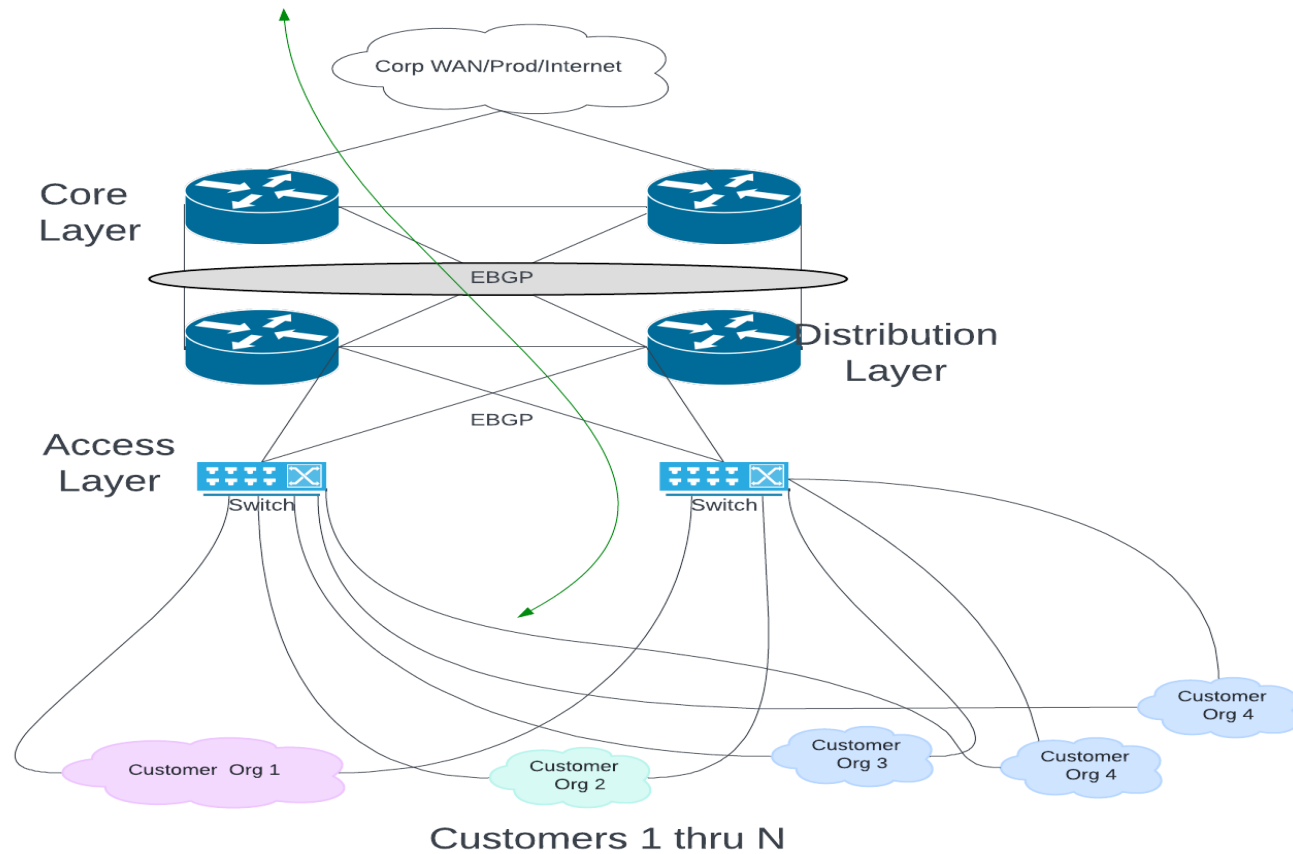 Corp WAN/Prod/Internet
Core
Layer
EBGP
Distribution
Layer
EBGP
Access
Layer
Switch
Switch
Customer
Org 4
Customer Org 1
Customer
Org 2
Customer
Org 3
Customer
Org 4
Customers 1 thru N